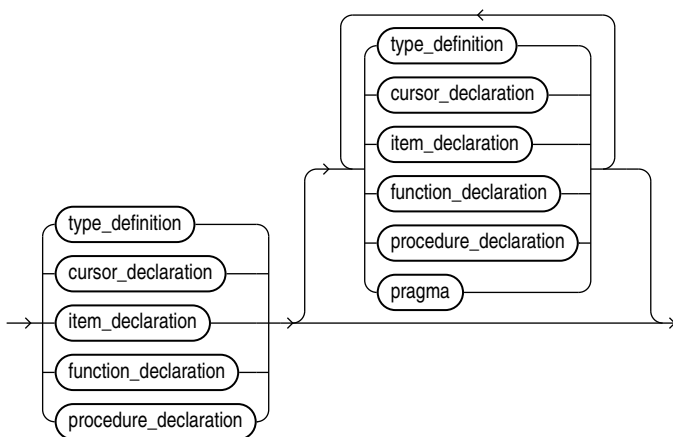 type_definition
cursor_declaration
item_declaration
function_declaration
procedure_declaration
type_definition
cursor_declaration
item_declaration
function_declaration
procedure_declaration
pragma